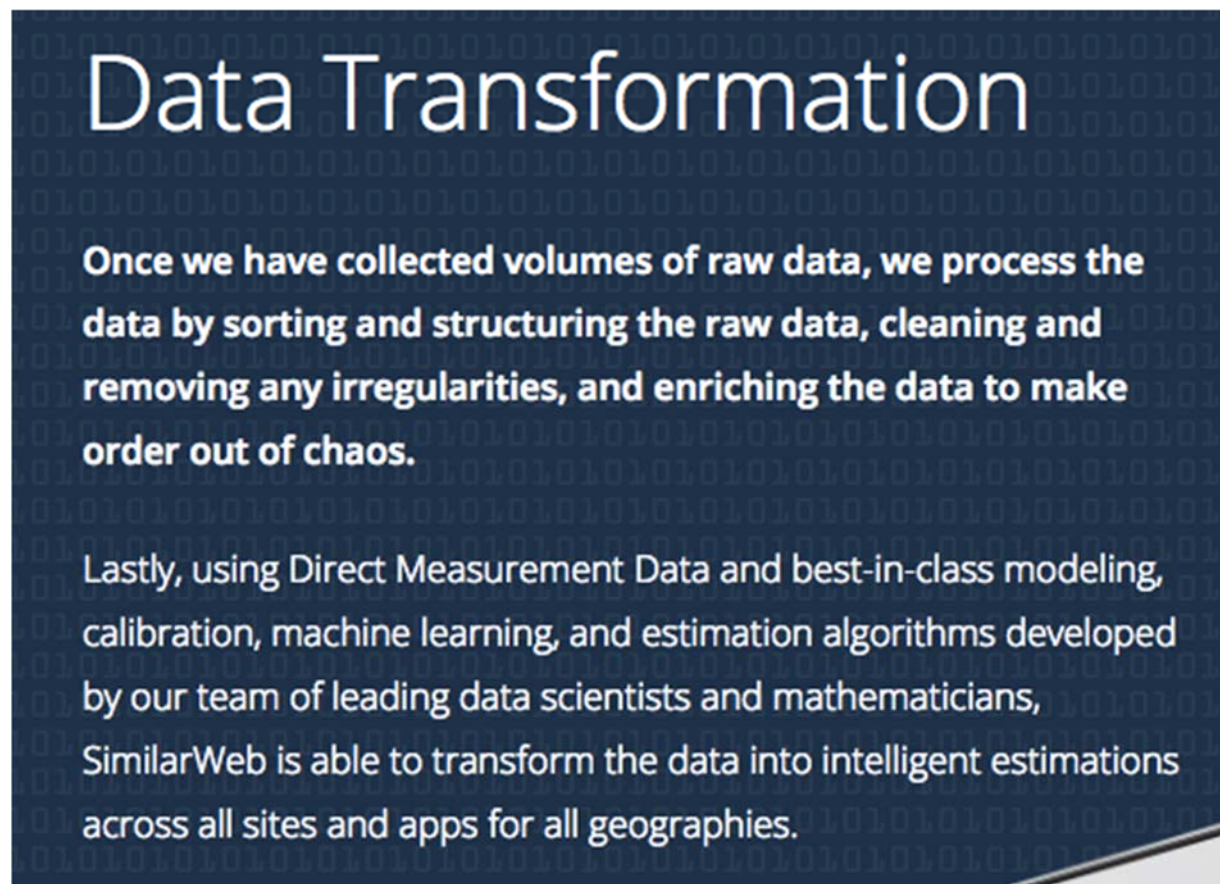 Data Transformation
Once we have collected volumes of raw data, we process the
data by sorting and structuring the raw data, cleaning and
removing any irregularities, and enriching the data to make
order out of chaos.
Lastly, using Direct Measurement Data and best-in-class modeling,
calibration, machine learning, and estimation algorithms developed
by our team of leading data scientists and mathematicians,
SimilarWeb is able to transform the data into intelligent estimations
across all sites and apps for all geographies.